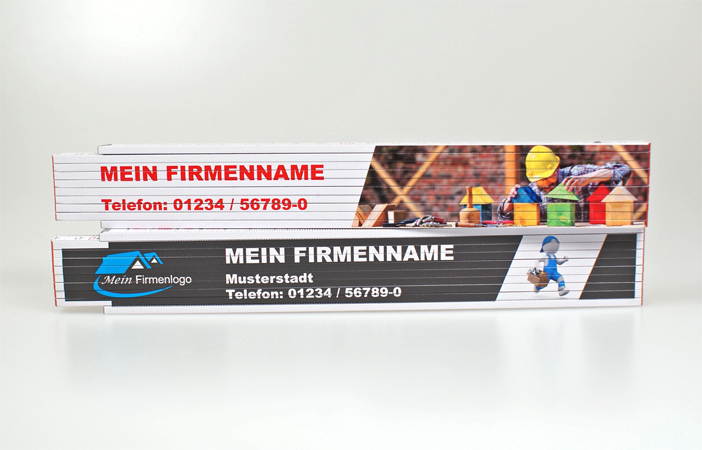 MEIN FIRMENNAME
Telefon: 01234 / 56789-0
Mein Firmenlogo
MEIN FIRMENNAME
Musterstadt
Telefon: 01234 / 56789-0